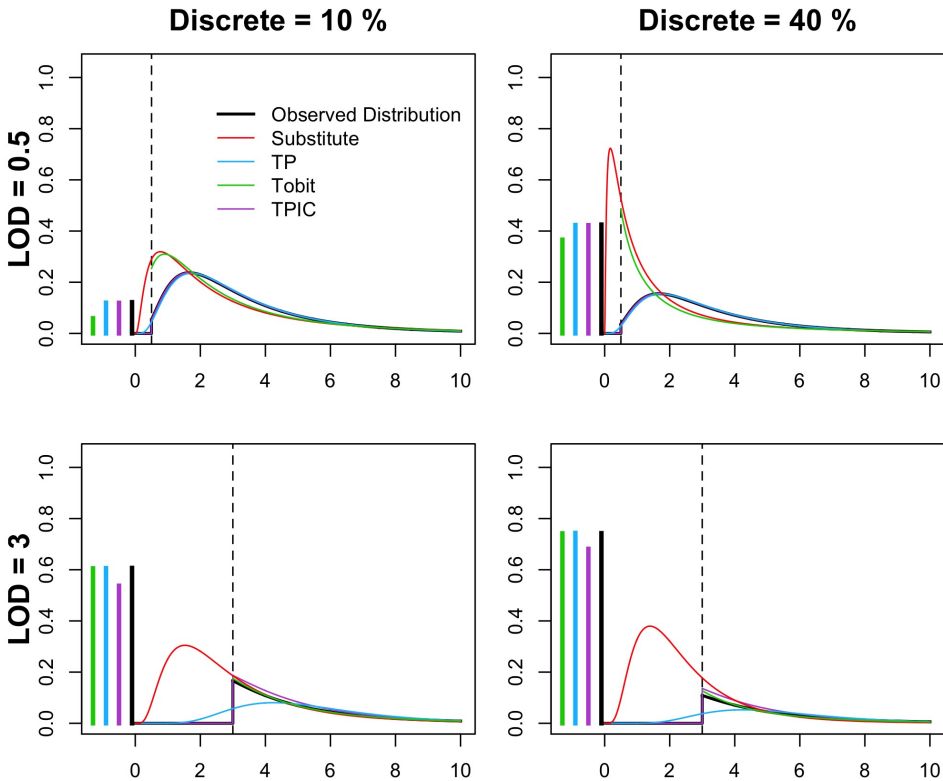 Discrete = 10 %
Discrete = 40 %
LOD = 0.5
0.0 0.2 0.4 0.6 0.8 1.0
Observed Distribution
Substitute
TP
Tobit
TPIC
0 2 4 6 8 10
0.0 0.2 0.4 0.6 0.8 1.0
0 2 4 6 8 10
LOD = 3
0.0 0.2 0.4 0.6 0.8 1.0
0 2 4 6 8 10
0.0 0.2 0.4 0.6 0.8 1.0
0 2 4 6 8 10